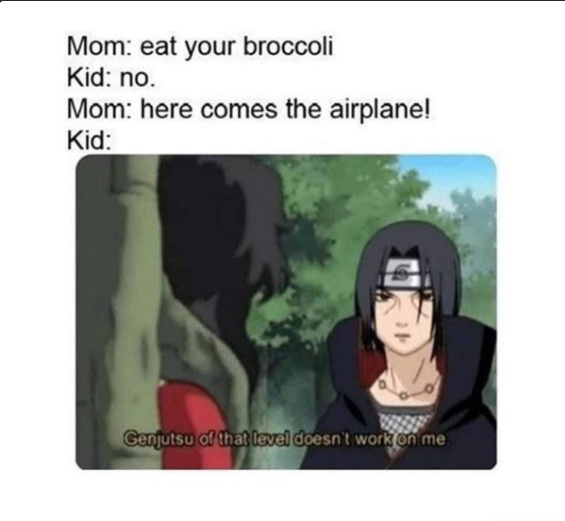 Mom: eat your broccoli
Kid: no.
Mom: here comes the airplane!
Kid:
Genjutsu of that level doesn't work on me.